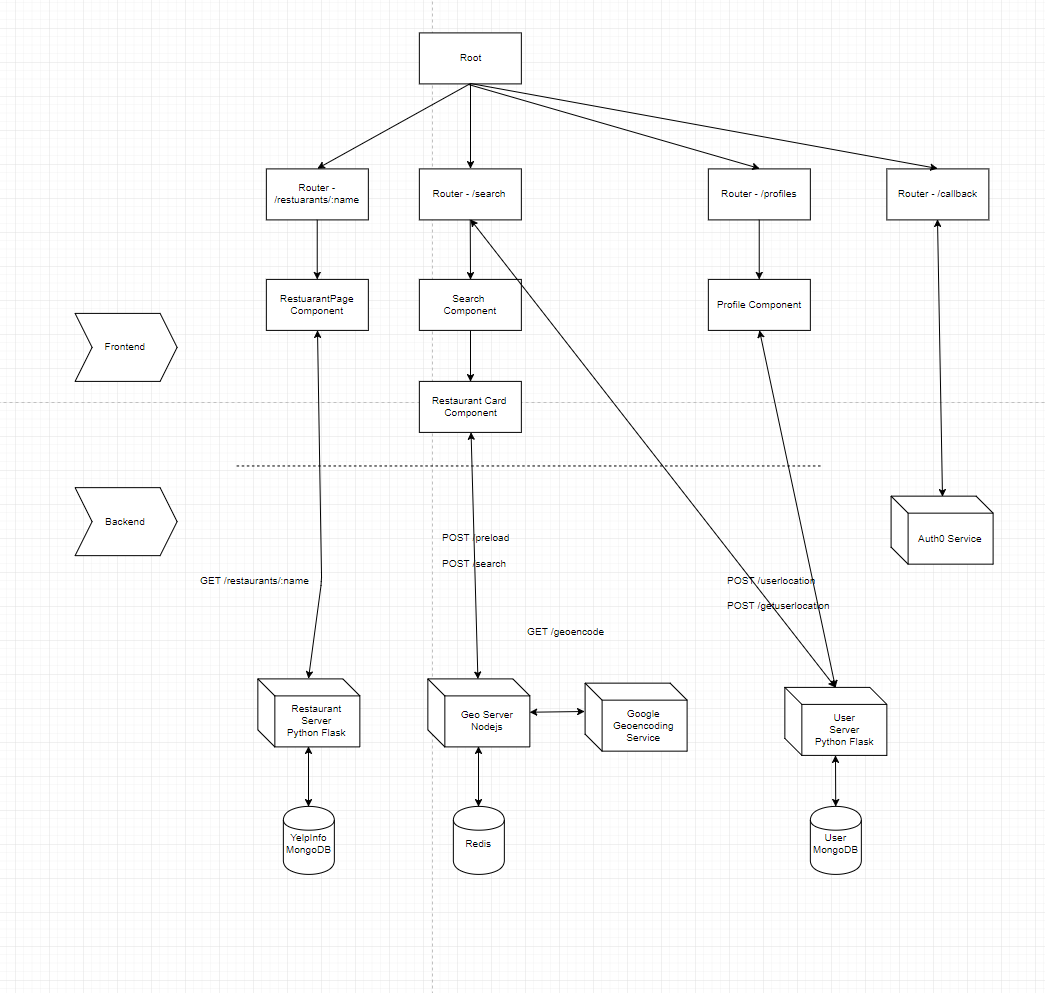 Root
Router -
/restuarants/:name
Router - /search
Router - /profiles
Router - /callback
RestuarantPage
Component
Search
Component
Profile Component
Frontend
Restaurant Card
Component
Backend
POST /preload
POST /search
Auth0 Service
GET /restaurants/:name
POST /userlocation
POST /getuserlocation
GET /geoencode
Restaurant
Server
Python Flask
Geo Server
Nodejs
Google
Geoencoding
Service
User
Server
Python Flask
YelpInfo
MongoDB
Redis
User
MongoDB